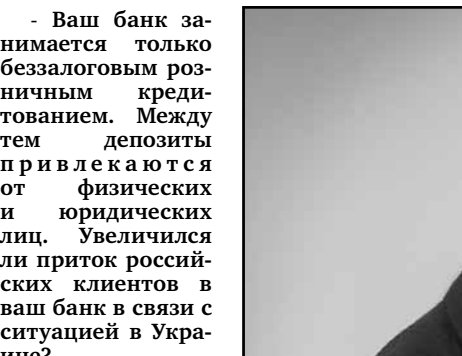 - Ваш банк за-
нимается только
беззалоговым роз-
ничным креди-
тованием. Между
тем депозиты
привлекаются
от физических
и юридических
лиц. Увеличился
ли приток россий-
ских клиентов в
ваш банк в связи с
ситуацией в Укра-
ине?